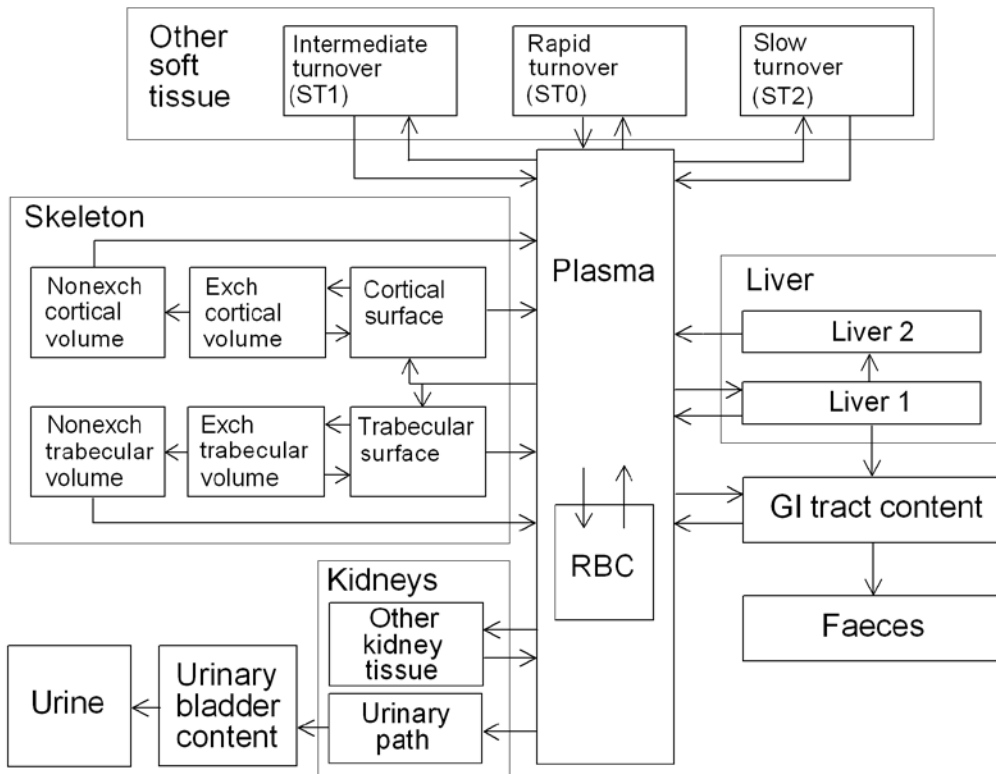 Other
soft
tissue
Intermediate
turnover
(ST1)
Rapid
turnover
(ST0)
Slow
turnover
(ST2)
Skeleton
Nonexch
cortical
volume
Exch
cortical
volume
Cortical
surface
Nonexch
trabecular
volume
Exch
trabecular
volume
Trabecular
surface
Plasma
RBC
Liver
Liver 2
Liver 1
GI tract content
Faeces
Kidneys
Other
kidney
tissue
Urinary
path
Urinary
bladder
content
Urine